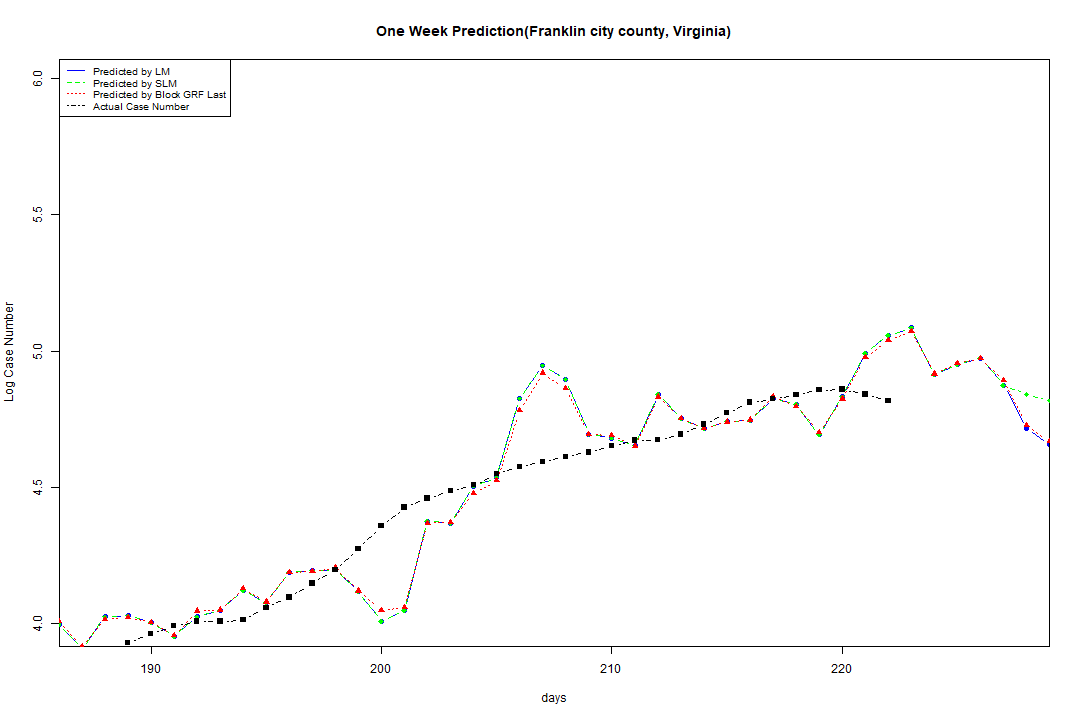 One Week Prediction(Franklin city county, Virginia)
Predicted by LM
Predicted by SLM
Predicted by Block GRF Last
Actual Case Number
6.0
5.5
5.0
4.5
4.0
Log Case Number
190
200
210
220
days